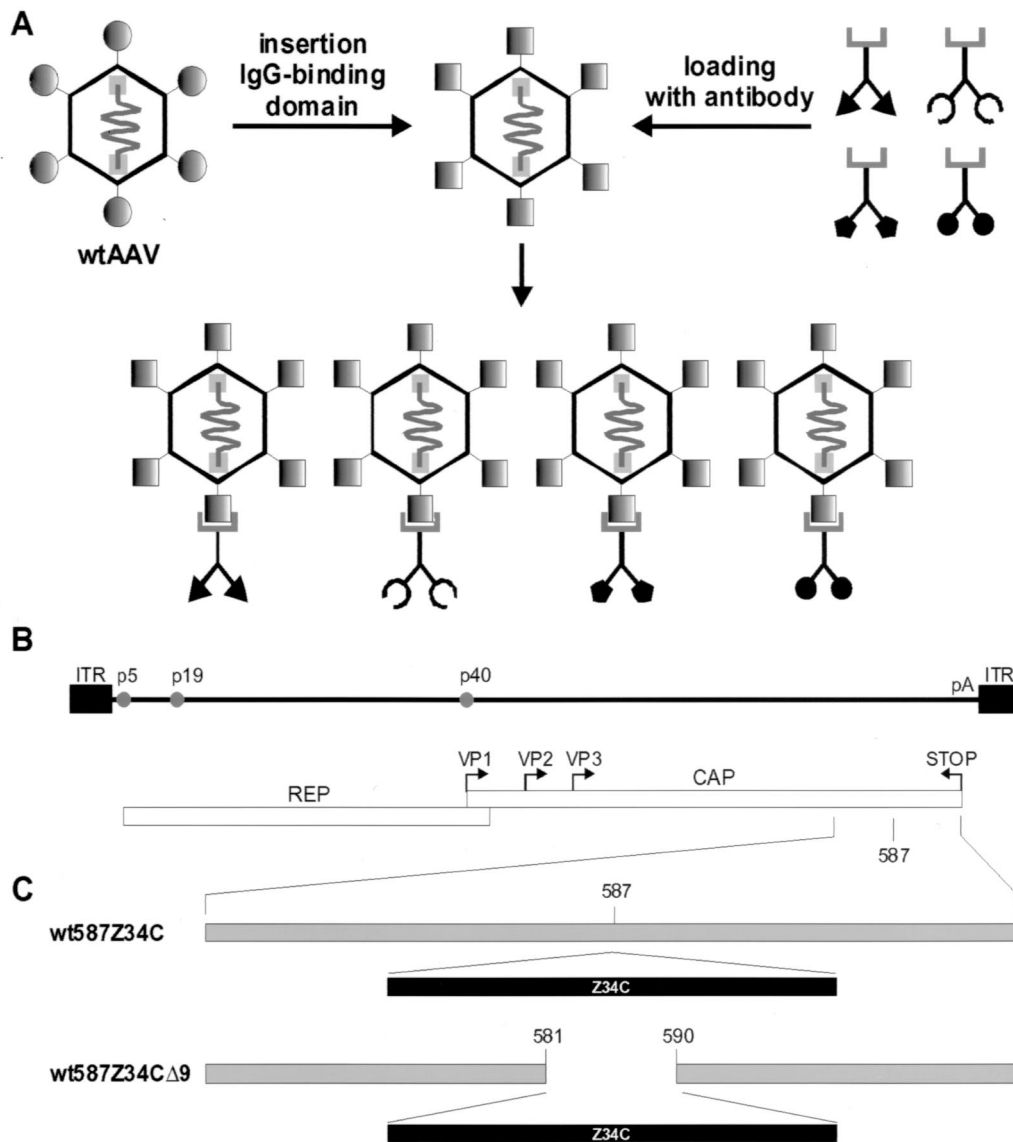 A
insertion
IgG-binding
domain
loading
with antibody
wtAAV
B
ITR
p5
p19
p40
pA
ITR
VP1
VP2
VP3
STOP
REP
CAP
587
C
587
wt587Z34C
Z34C
581
590
wt587Z34CΔ9
Z34C